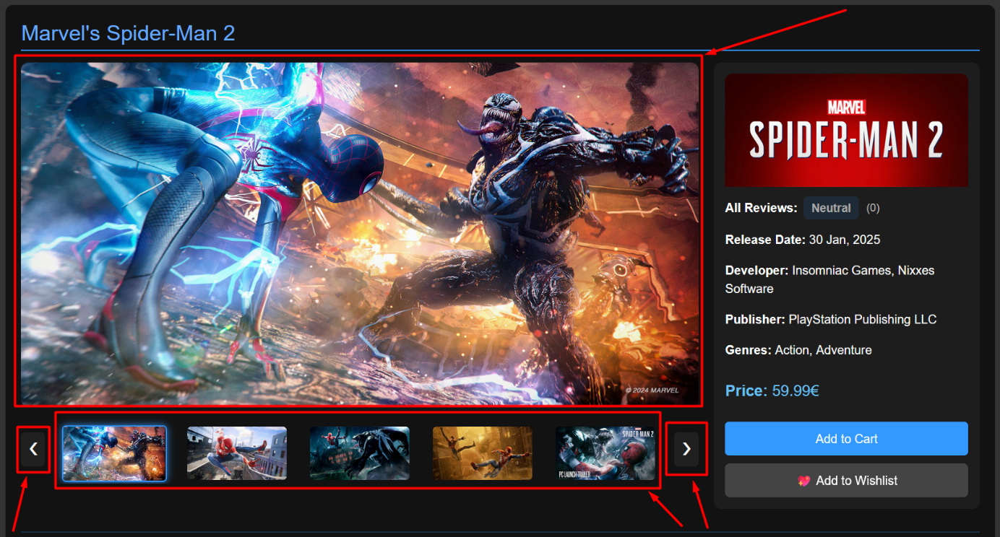 Marvel's Spider-Man 2
© 2024 MARVEL
SPIDER-MAN 2
PC LAUNCH TRAILER
MARVEL
SPIDER-MAN 2
All Reviews: Neutral (0)
Release Date: 30 Jan, 2025
Developer: Insomniac Games, Nixxes
Software
Publisher: PlayStation Publishing LLC
Genres: Action, Adventure
Price: 59.99€
Add to Cart
💖 Add to Wishlist